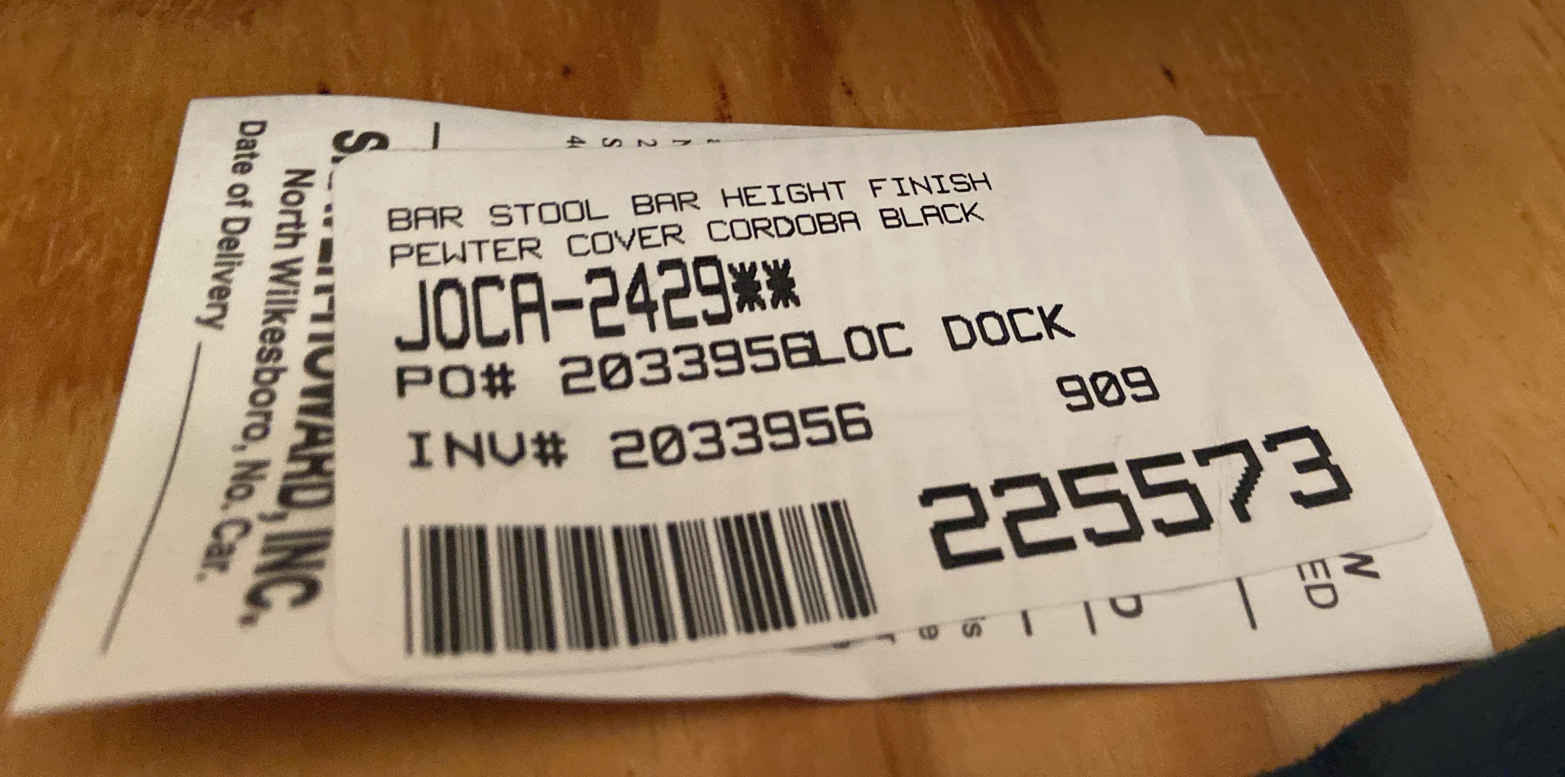 BAR STOOL BAR HEIGHT FINISH
PEWTER COVER CORDOBA BLACK
JOCA-2429**
PO# 2033956LOC DOCK
909
INV# 2033956
225573
INC.
North Wilkesboro, No. Car.
Date of Delivery
W
ED